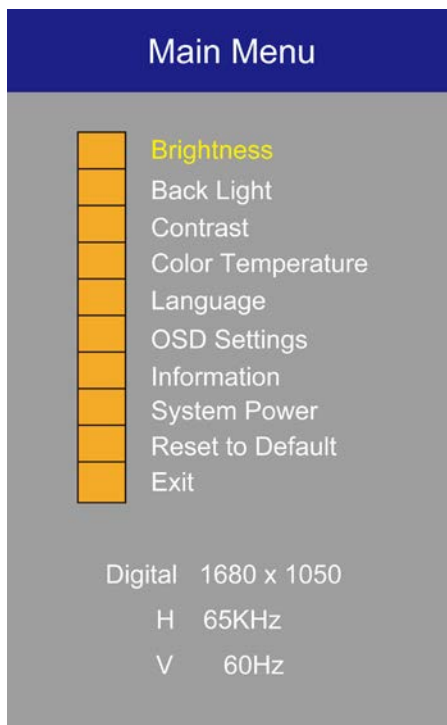 Main Menu
Brightness
Back Light
Contrast
Color Temperature
Language
OSD Settings
Information
System Power
Reset to Default
Exit
Digital 1680 x 1050
H 65KHz
V 60Hz